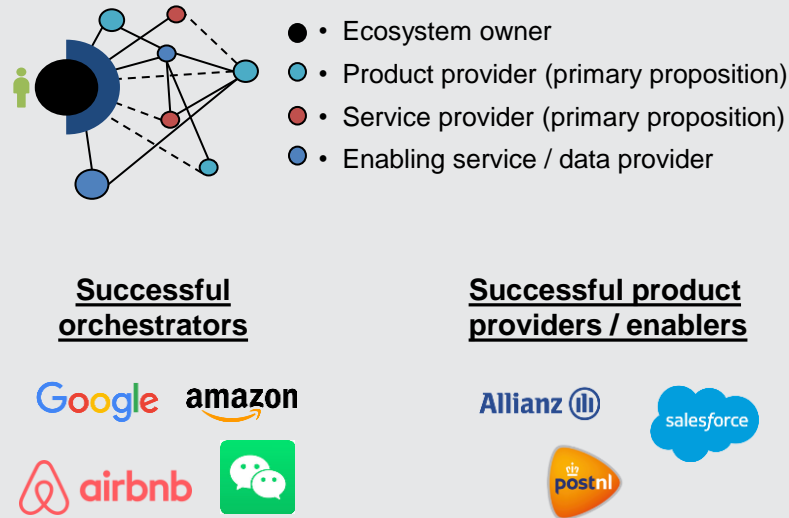 • Ecosystem owner
• Product provider (primary proposition)
• Service provider (primary proposition)
• Enabling service / data provider
Successful
orchestrators
Successful product
providers / enablers
Google
amazon
Allianz
salesforce
airbnb
postnl